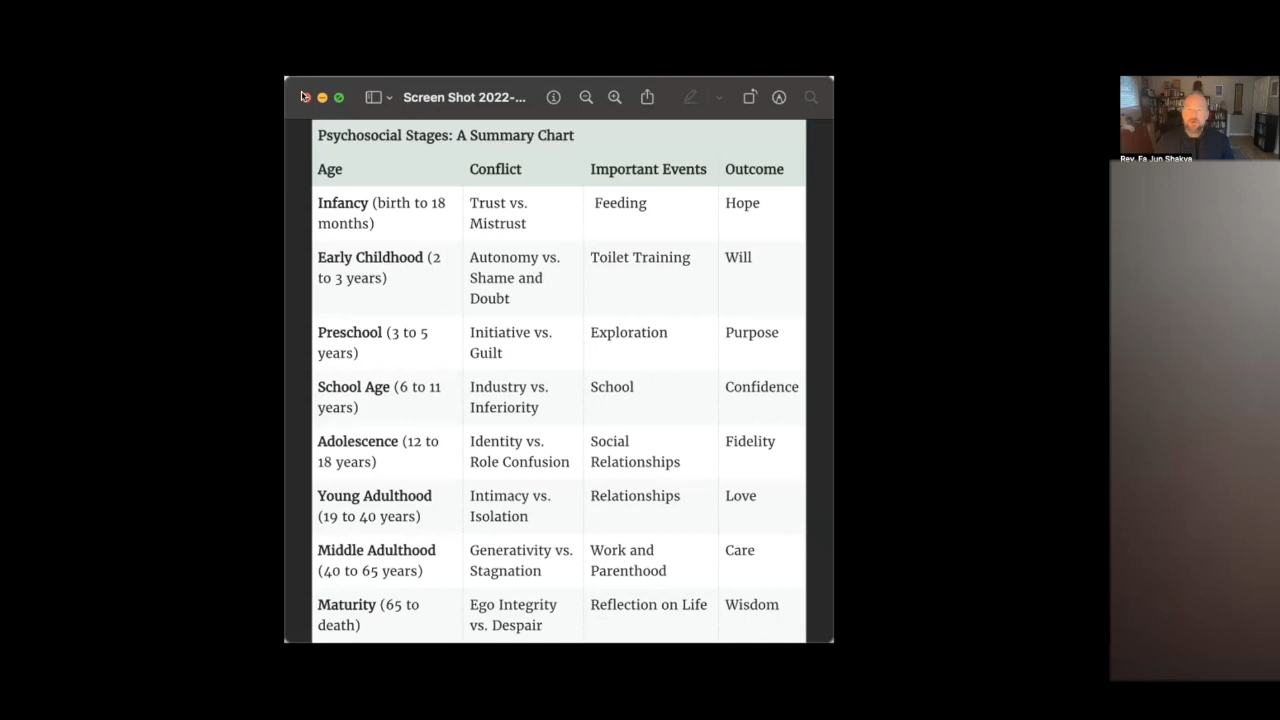 Screen Shot 2022-...
Psychosocial Stages: A Summary Chart
Age Conflict Important Events Outcome
Infancy (birth to 18 Trust vs. Feeding Hope
months) Mistrust
Early Childhood (2 Autonomy vs. Toilet Training Will
to 3 years) Shame and
Doubt
Preschool (3 to 5 Initiative vs. Exploration Purpose
years) Guilt
School Age (6 to 11 Industry vs. School Confidence
years) Inferiority
Adolescence (12 to Identity vs. Social Fidelity
18 years) Role Confusion Relationships
Young Adulthood Intimacy vs. Relationships Love
(19 to 40 years) Isolation
Middle Adulthood Generativity vs. Work and Care
(40 to 65 years) Stagnation Parenthood
Maturity (65 to Ego Integrity Reflection on Life Wisdom
death) vs. Despair
Rev. Fa Jun Shakya